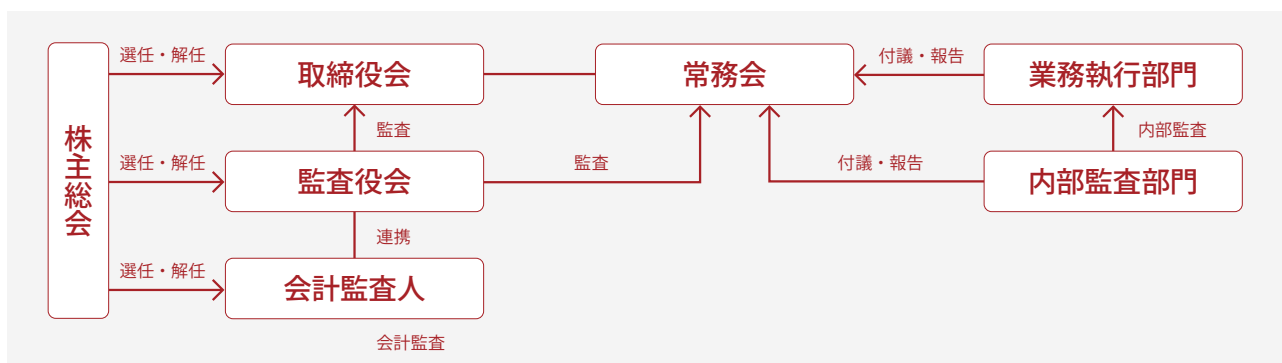 株主総会
選任・解任
取締役会
常務会
付議・報告
業務執行部門
監査
内部監査
選任・解任
監査役会
監査
付議・報告
内部監査部門
連携
選任・解任
会計監査人
会計監査